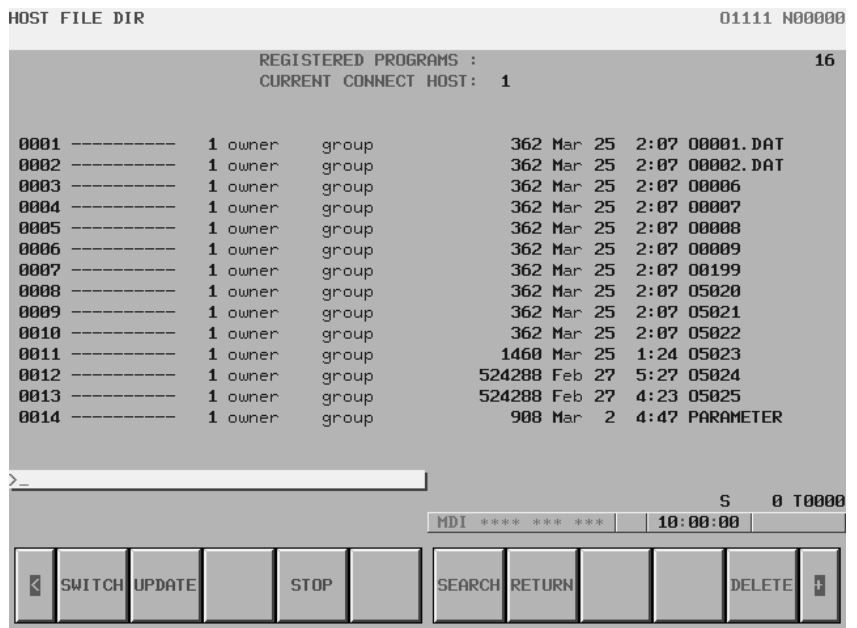 HOST FILE DIR O1111 N00000
REGISTERED PROGRAMS : 16
CURRENT CONNECT HOST: 1
0001 ---------- 1 owner group 362 Mar 25 2:07 O0001.DAT
0002 ---------- 1 owner group 362 Mar 25 2:07 O0002.DAT
0003 ---------- 1 owner group 362 Mar 25 2:07 O0006
0004 ---------- 1 owner group 362 Mar 25 2:07 O0007
0005 ---------- 1 owner group 362 Mar 25 2:07 O0008
0006 ---------- 1 owner group 362 Mar 25 2:07 O0009
0007 ---------- 1 owner group 362 Mar 25 2:07 O0199
0008 ---------- 1 owner group 362 Mar 25 2:07 O5020
0009 ---------- 1 owner group 362 Mar 25 2:07 O5021
0010 ---------- 1 owner group 362 Mar 25 2:07 O5022
0011 ---------- 1 owner group 1460 Mar 25 1:24 O5023
0012 ---------- 1 owner group 524288 Feb 27 5:27 O5024
0013 ---------- 1 owner group 524288 Feb 27 4:23 O5025
0014 ---------- 1 owner group 908 Mar 2 4:47 PARAMETER
>_
S 0 T0000
MDI **** *** *** 10:00:00
< SWITCH UPDATE STOP SEARCH RETURN DELETE +